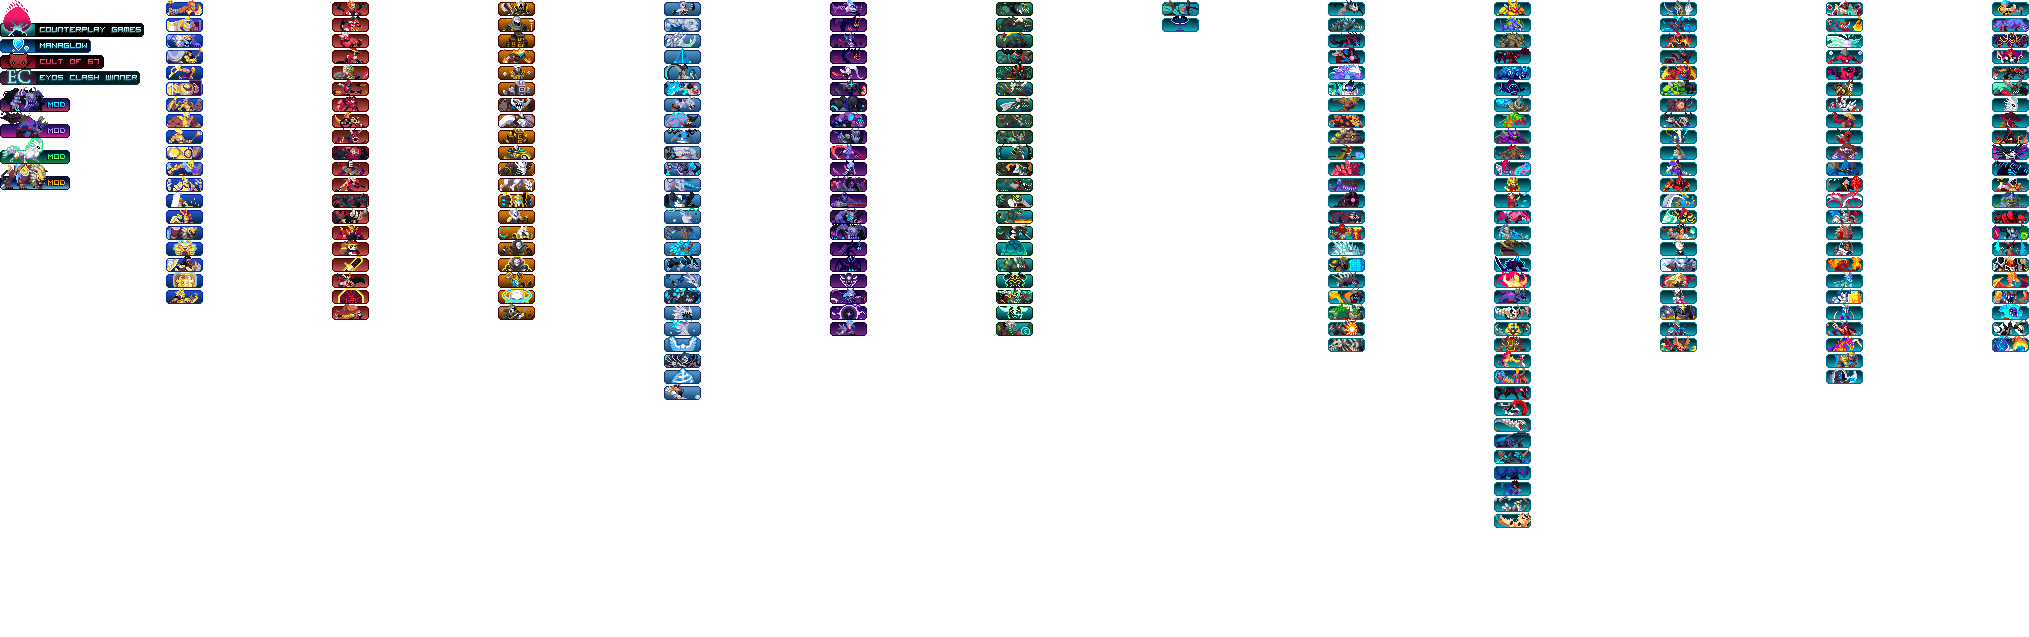 COUNTERPLAY GAMES
MANAGLOW
CULT OF 67
EC EYOS CLASH WINNER
MOD
MOD
MOD
MOD